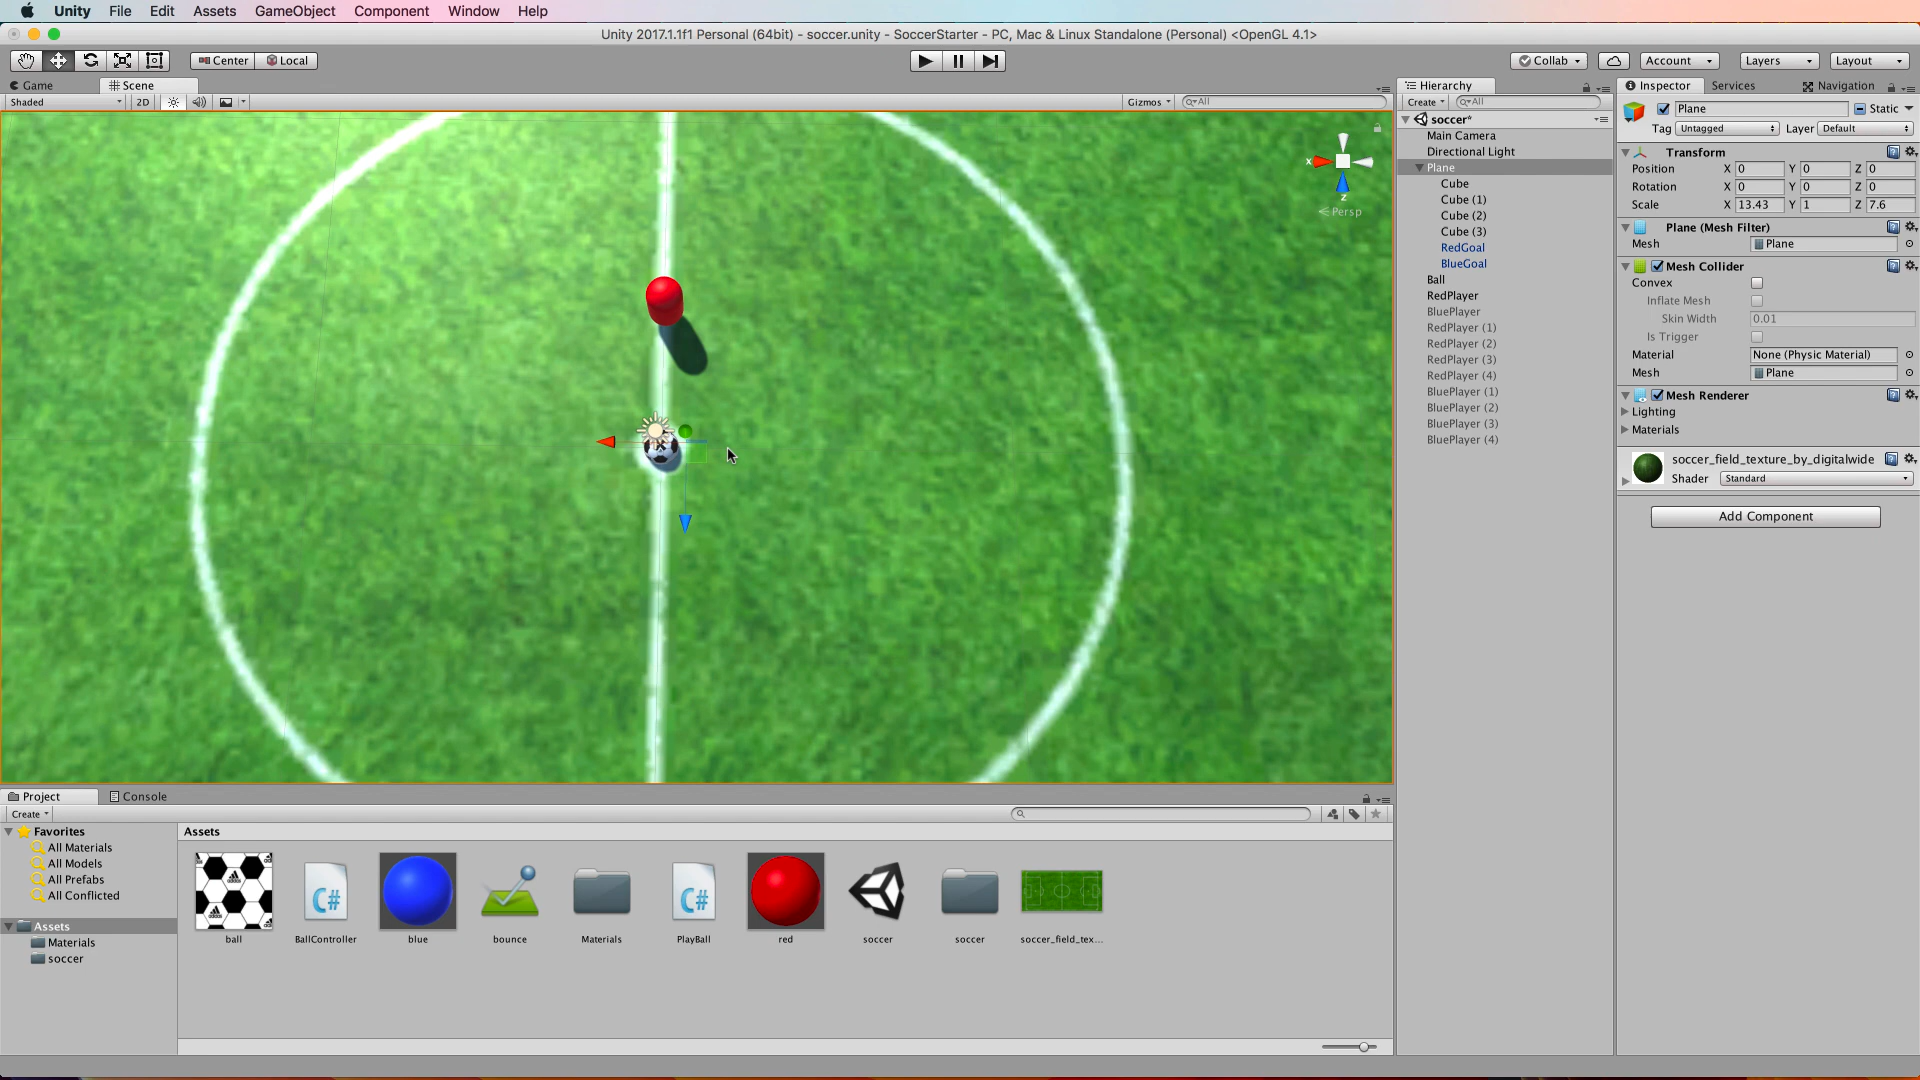 Unity File Edit Assets GameObject Component Window Help
Unity 2017.1.1f1 Personal (64bit) - soccer.unity - SoccerStarter - PC, Mac & Linux Standalone (Personal) <OpenGL 4.1>
Center Local Collab Account Layers Layout
Game Scene
Shaded 2D Gizmos All
x
z
Persp
Hierarchy
Create All
soccer*
Main Camera
Directional Light
Plane
Cube
Cube (1)
Cube (2)
Cube (3)
RedGoal
BlueGoal
Ball
RedPlayer
BluePlayer
RedPlayer (1)
RedPlayer (2)
RedPlayer (3)
RedPlayer (4)
BluePlayer (1)
BluePlayer (2)
BluePlayer (3)
BluePlayer (4)
Inspector Services Navigation
Plane Static
Tag Untagged Layer Default
Transform
Position X 0 Y 0 Z 0
Rotation X 0 Y 0 Z 0
Scale X 13.43 Y 1 Z 7.6
Plane (Mesh Filter)
Mesh Plane
Mesh Collider
Convex
Inflate Mesh
Skin Width 0.01
Is Trigger
Material None (Physic Material)
Mesh Plane
Mesh Renderer
Lighting
Materials
soccer_field_texture_by_digitalwide
Shader Standard
Add Component
Project Console
Create
Favorites
All Materials
All Models
All Prefabs
All Conflicted
Assets
Materials
soccer
Assets
C# C#
ball BallController blue bounce Materials PlayBall red soccer soccer soccer_field_tex...